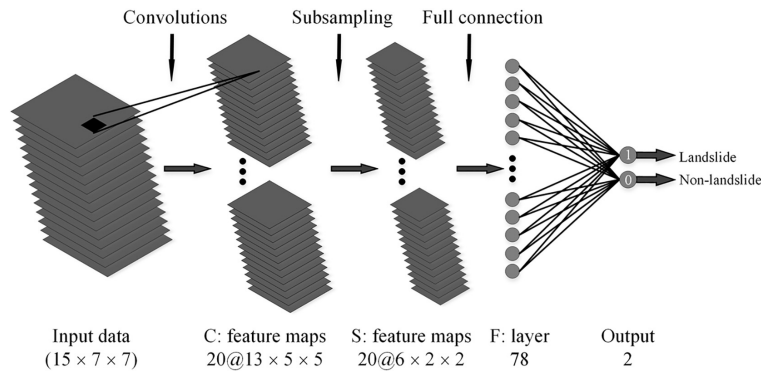 Convolutions
Subsampling
Full connection
1
Landslide
0
Non-landslide
Input data
(15 × 7 × 7)
C: feature maps
20@13 × 5 × 5
S: feature maps
20@6 × 2 × 2
F: layer
78
Output
2